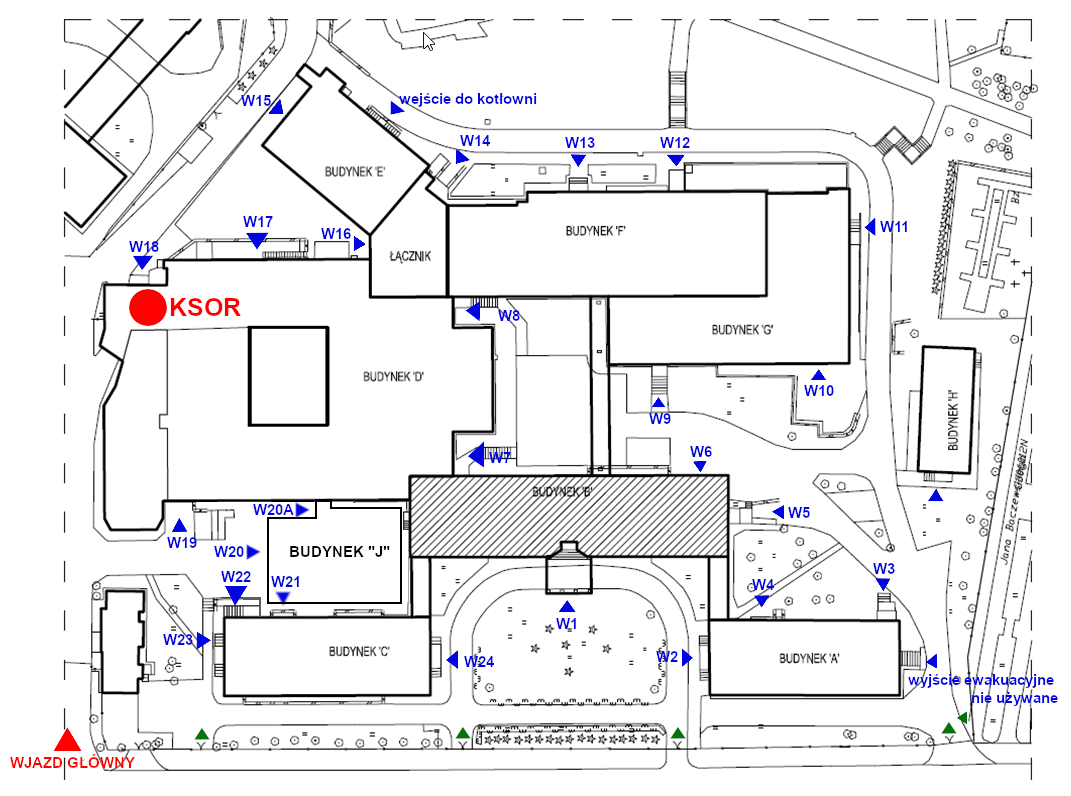 W15
wejście do kotłowni
W14
W13
W12
BUDYNEK 'E'
W17
W16
W18
W11
BUDYNEK 'F'
ŁĄCZNIK
KSOR
W8
BUDYNEK 'G'
BUDYNEK 'D'
W10
W9
BUDYNEK 'H'
W7
W6
BUDYNEK 'B'
W20A
W5
W19
W20
BUDYNEK "J"
W22
W21
W4
W3
W1
W23
BUDYNEK 'C'
W24
W2
BUDYNEK 'A'
wyjście ewakuacyjne
nie używane
WJAZD GŁÓWNY